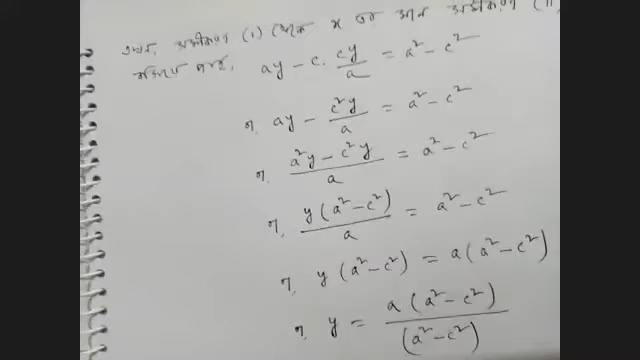 এখন, সমীকরণ (i) থেকে x এর মান সমীকরণ (ii)
বসিয়ে পাই, ay - c. cy/a = a² - c²
বা, ay - c²y/a = a² - c²
বা, a²y - c²y/a = a² - c²
বা, y(a² - c²)/a = a² - c²
বা, y(a² - c²) = a(a² - c²)
বা, y = a(a² - c²)/(a² - c²)